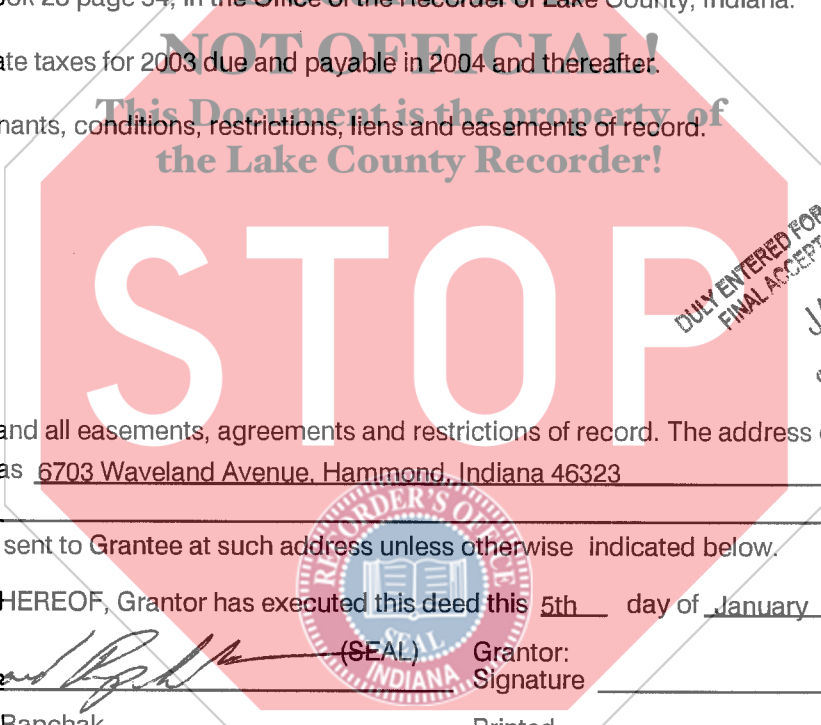 ok 26 page 54, in the Office of the Recorder of Lake County, Indiana.
NOT OFFICIAL!
ate taxes for 2003 due and payable in 2004 and thereafter.
This Document is the property of
nants, conditions, restrictions, liens and easements of record.
the Lake County Recorder!
STOP
DULY ENTERED FOR
FINAL ACCEPT
JA
and all easements, agreements and restrictions of record. The address
as 6703 Waveland Avenue, Hammond, Indiana 46323
RECORDER'S OFFICE
sent to Grantee at such address unless otherwise indicated below.
HEREOF, Grantor has executed this deed this 5th day of January
SEAL
INDIANA
(SEAL) Grantor:
Signature
Rapchak Printed